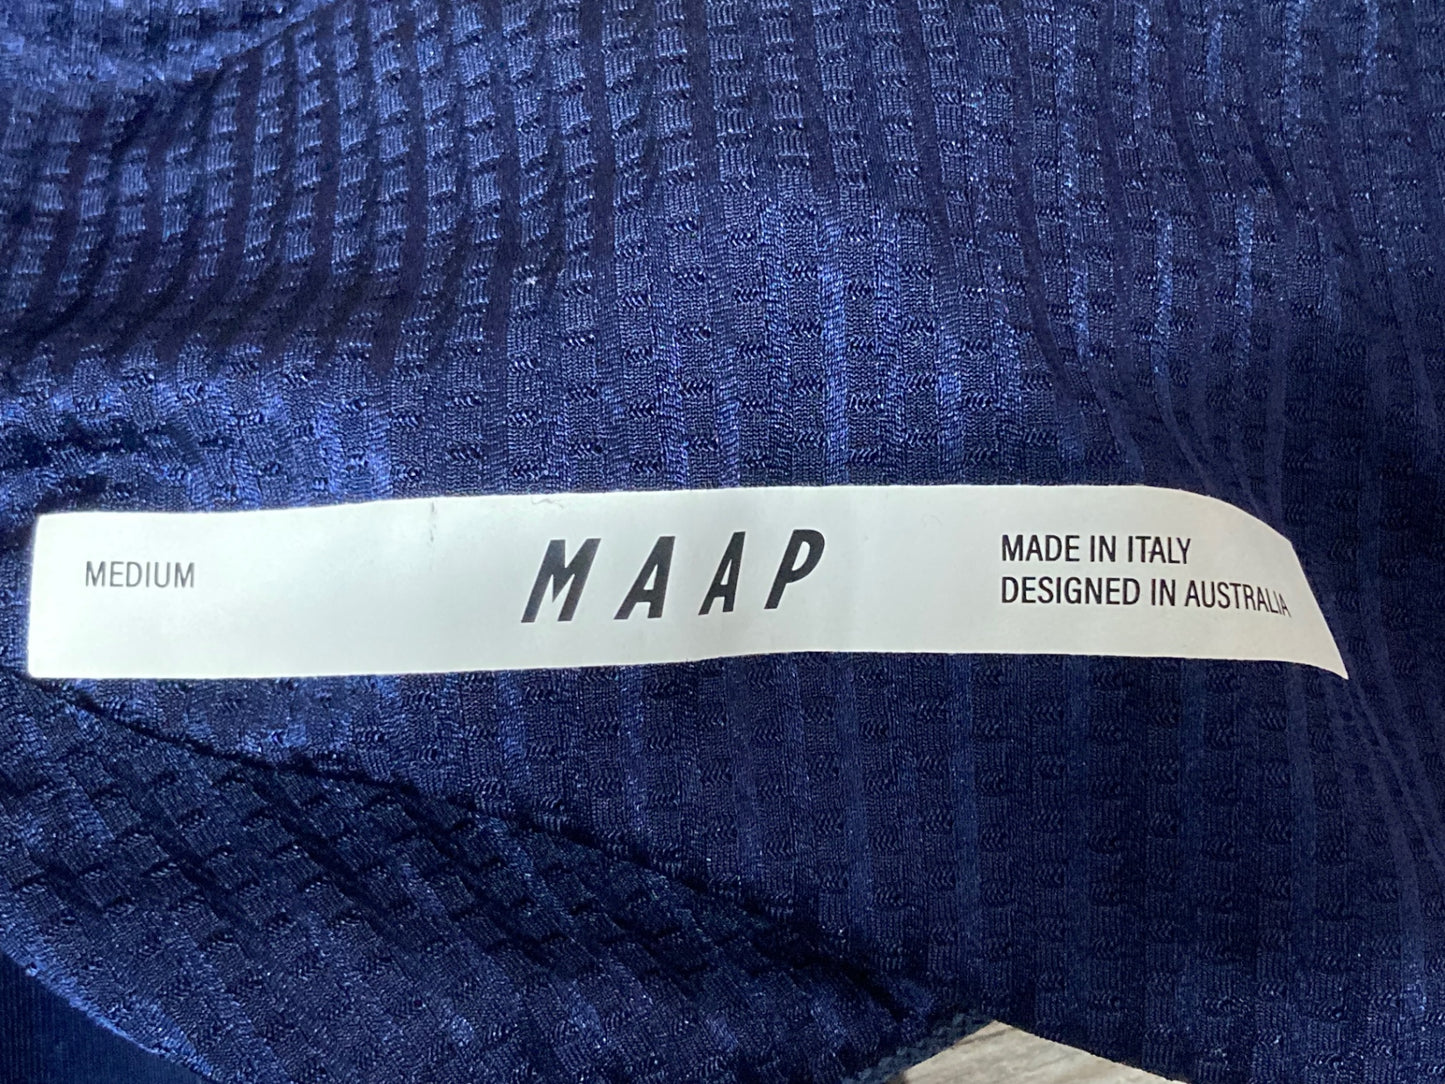 MEDIUM
MAAP
MADE IN ITALY
DESIGNED IN AUSTRALIA